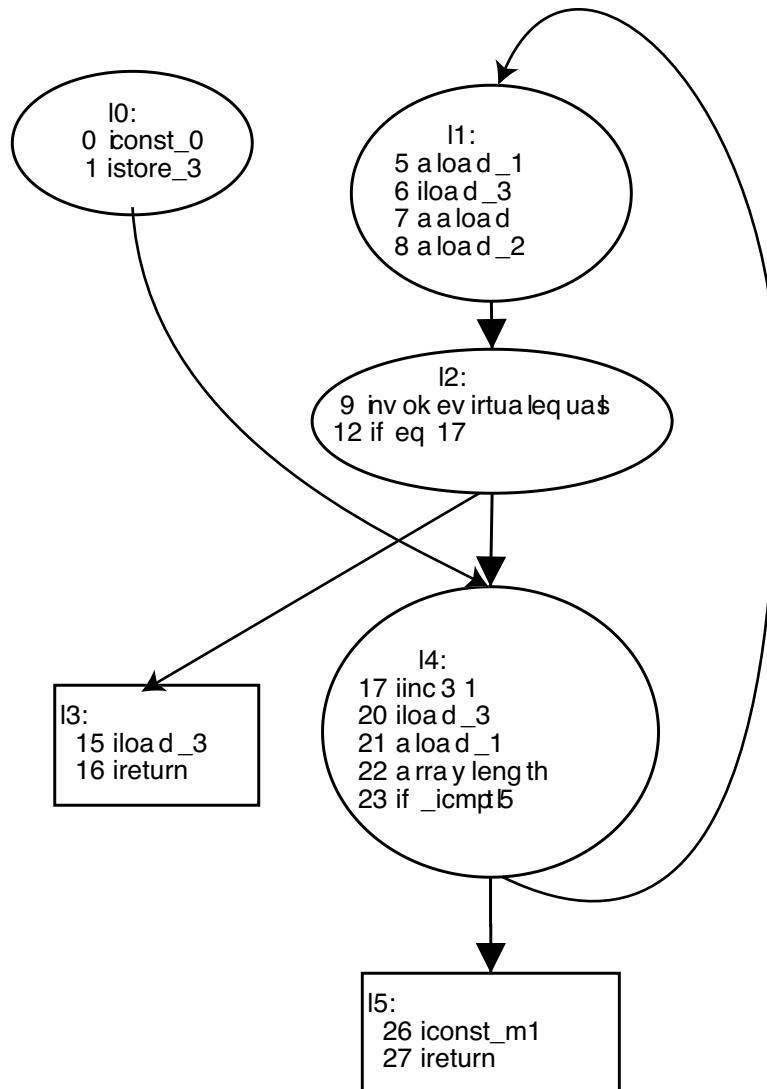 l0:
0 iconst_0
1 istore_3
l1:
5 aload_1
6 iload_3
7 aaload
8 aload_2
l2:
9 invokevirtual equals
12 if eq 17
l3:
15 iload_3
16 ireturn
l4:
17 iinc 3 1
20 iload_3
21 aload_1
22 arraylength
23 if_icmplt 5
l5:
26 iconst_m1
27 ireturn